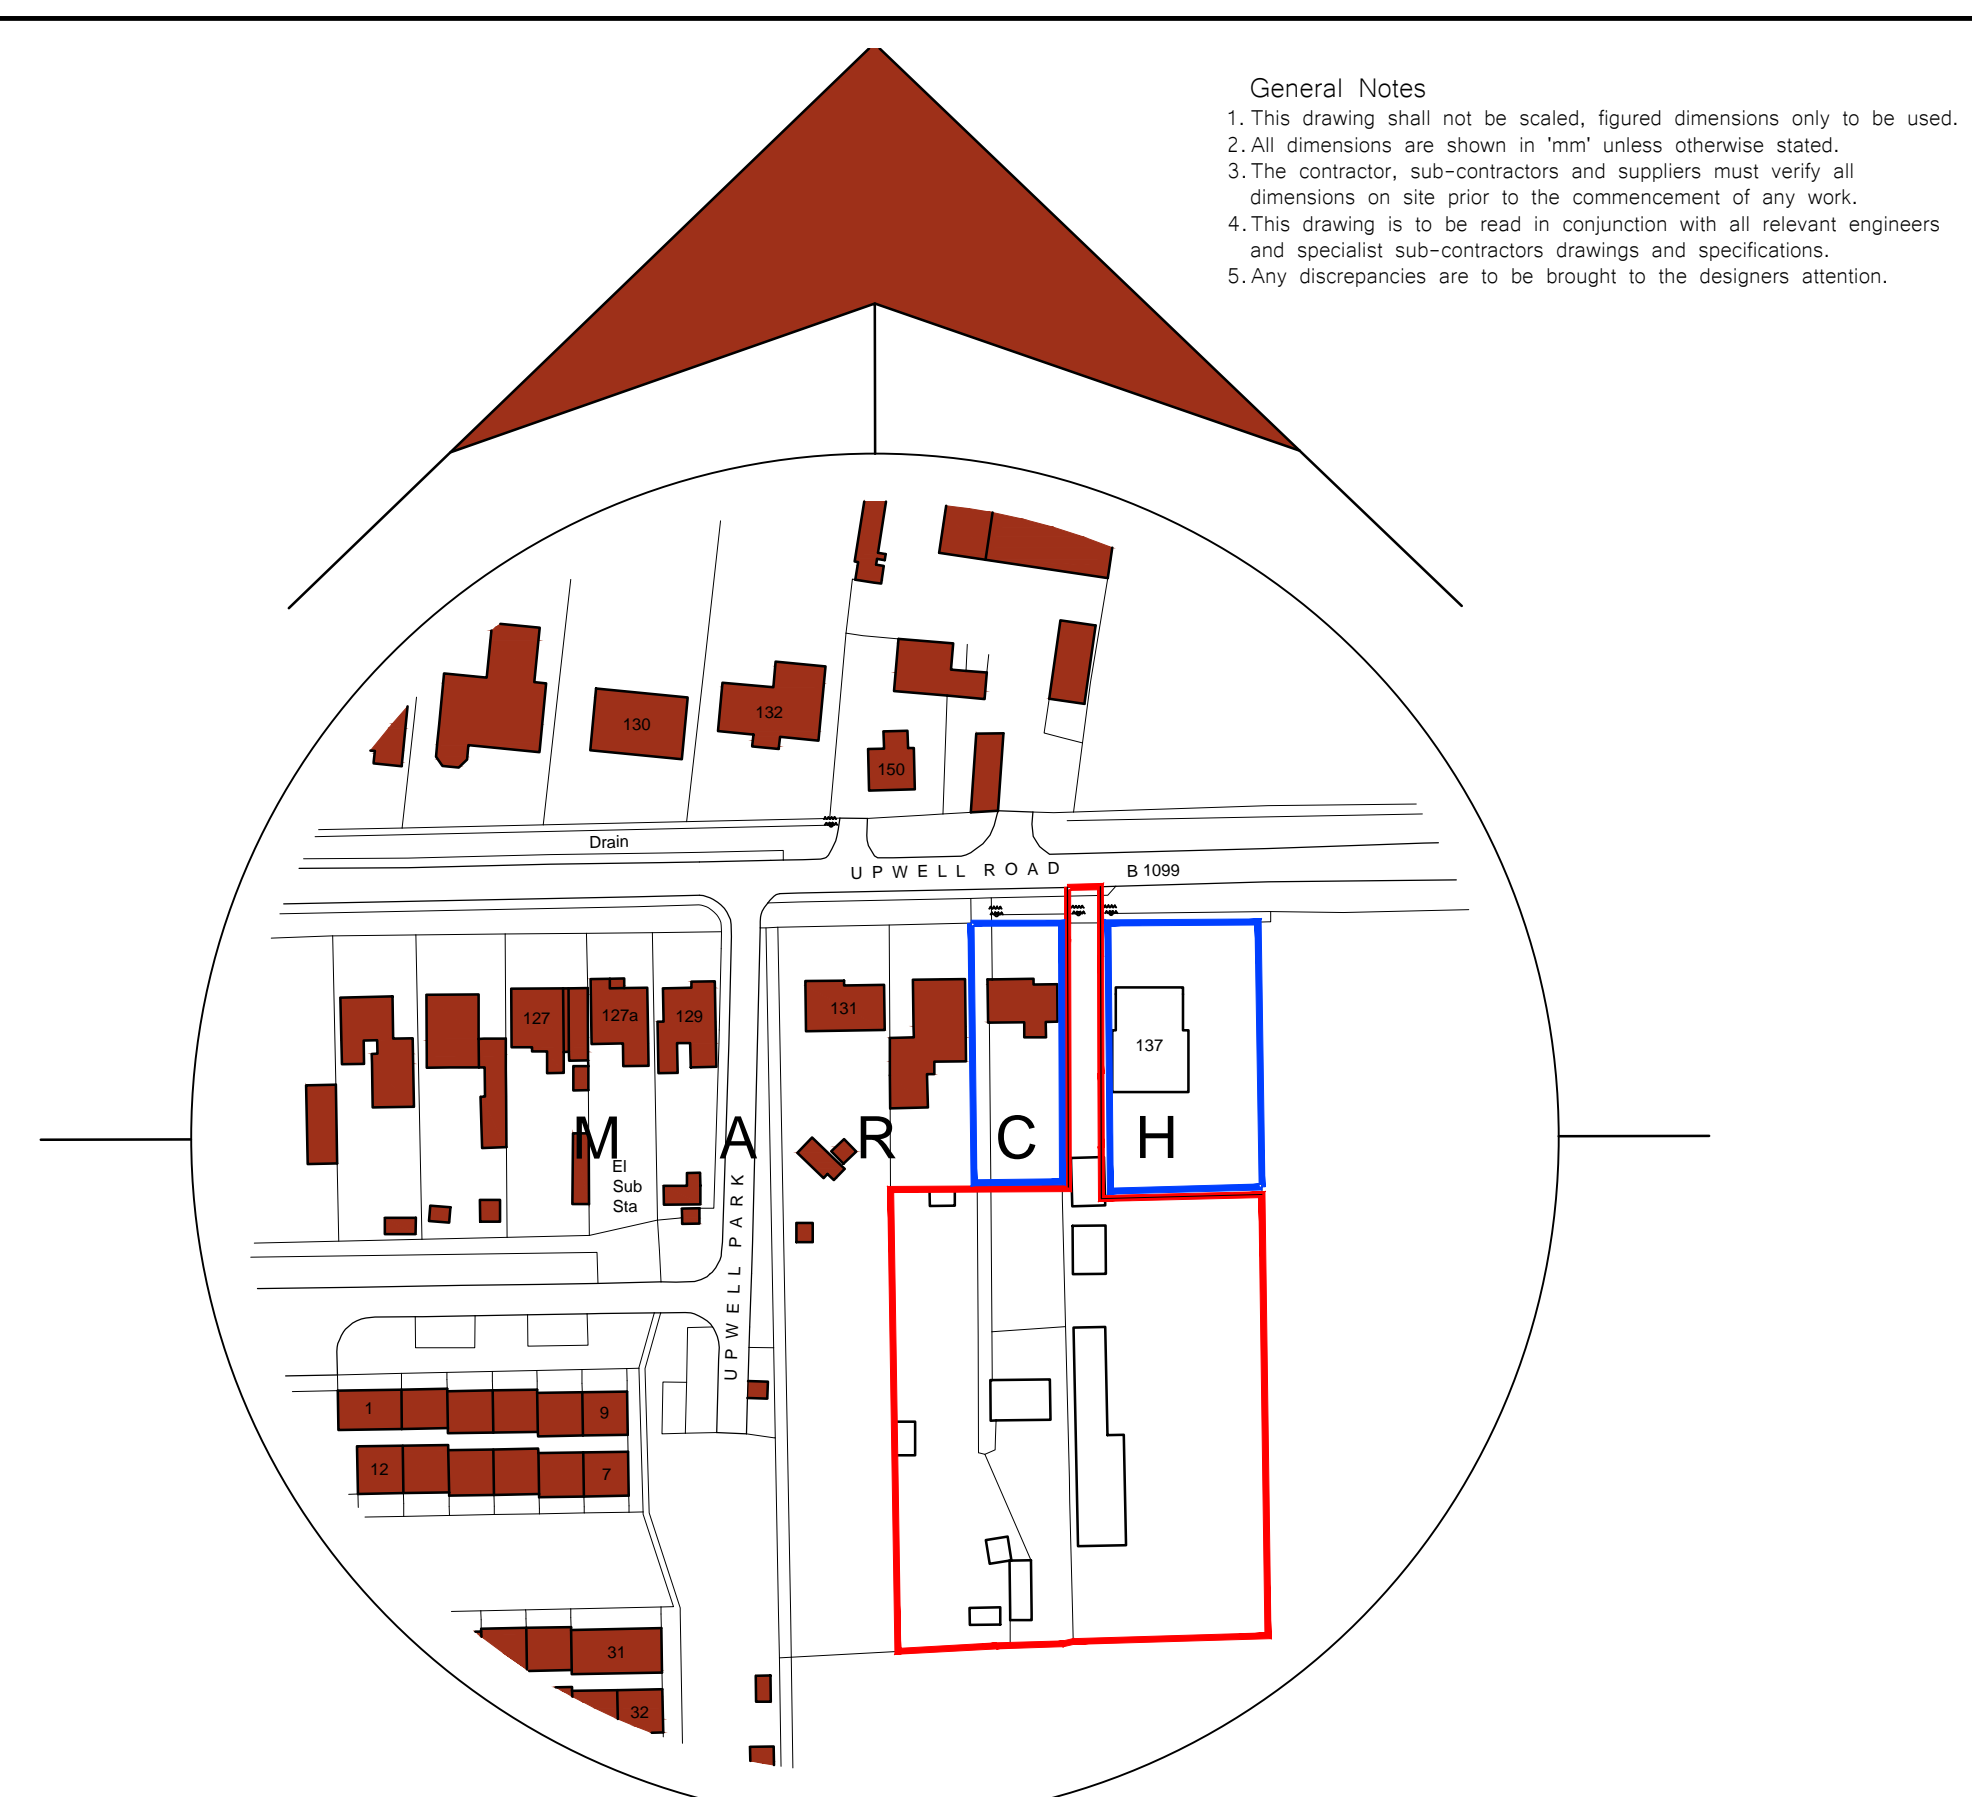 General Notes
1. This drawing shall not be scaled, figured dimensions only to be used.
2. All dimensions are shown in 'mm' unless otherwise stated.
3. The contractor, sub-contractors and suppliers must verify all
dimensions on site prior to the commencement of any work.
4. This drawing is to be read in conjunction with all relevant engineers
and specialist sub-contractors drawings and specifications.
5. Any discrepancies are to be brought to the designers attention.
130
132
150
Drain
UPWELL ROAD
B 1099
127
127a
129
131
137
MARCH
El
Sub
Sta
UPWELL PARK
1
9
12
7
31
32